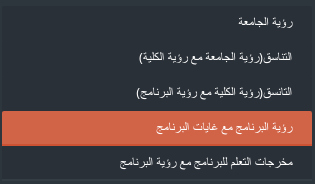 رؤية الجامعة
التناسق(رؤية الجامعة مع رؤية الكلية)
التانسق(رؤية الكلية مع رؤية البرنامج)
رؤية البرنامج مع غايات البرنامج
مخرجات التعلم للبرنامج مع رؤية البرنامج